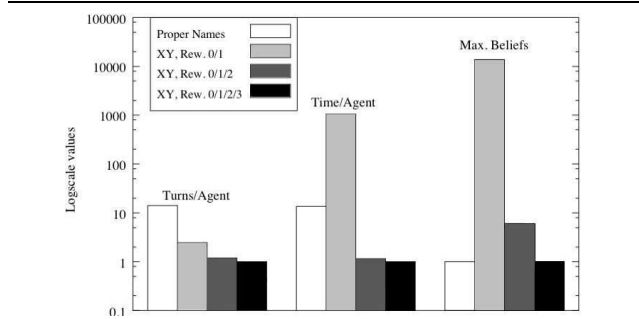 100000
10000
1000
100
10
1
0.1
Logscale values
Proper Names
XY, Rew. 0/1
XY, Rew. 0/1/2
XY, Rew. 0/1/2/3
Turns/Agent
Time/Agent
Max. Beliefs